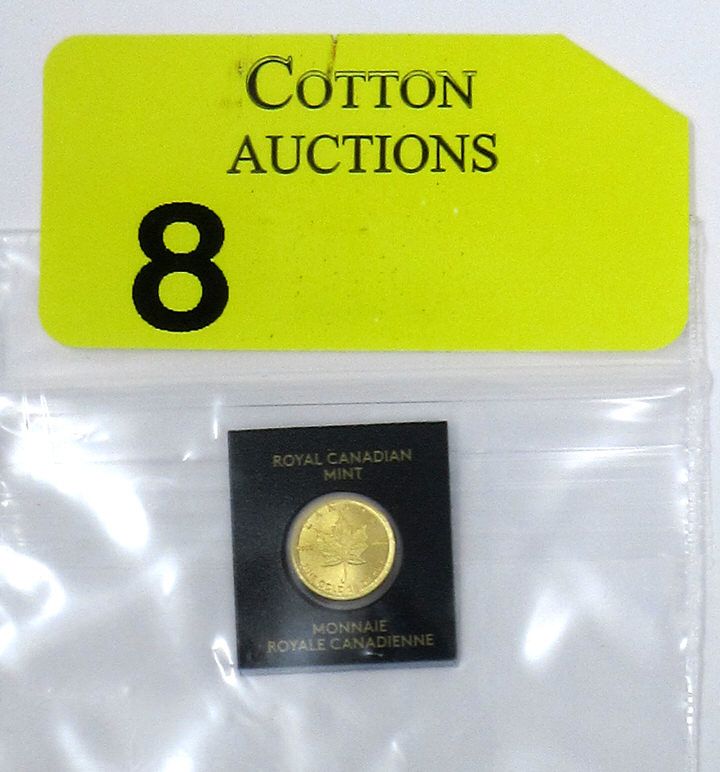 COTTON
AUCTIONS
8
ROYAL CANADIAN
MINT
MONNAIE
ROYALE CANADIENNE